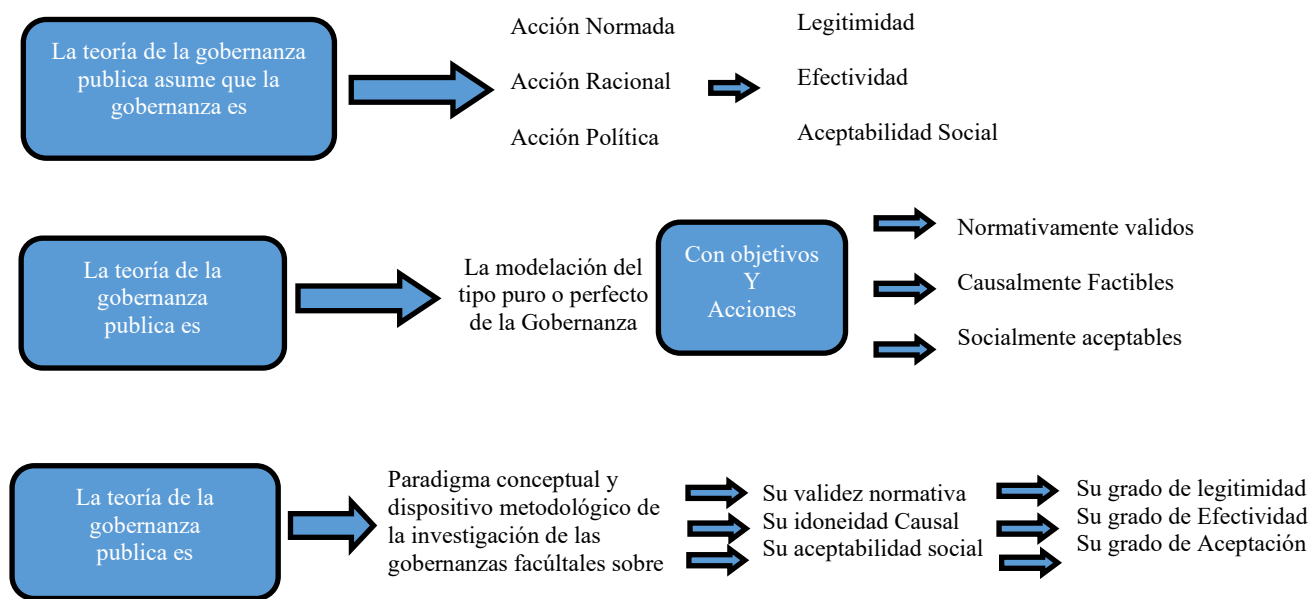 La teoría de la gobernanza
publica asume que la
gobernanza es
Acción Normada
Acción Racional
Acción Política
Legitimidad
Efectividad
Aceptabilidad Social
La teoría de la
gobernanza
publica es
La modelación del
tipo puro o perfecto
de la Gobernanza
Con objetivos
Y
Acciones
Normativamente validos
Causalmente Factibles
Socialmente aceptables
La teoría de la
gobernanza
publica es
Paradigma conceptual y
dispositivo metodológico de
la investigación de las
gobernanzas facúltales sobre
Su validez normativa
Su idoneidad Causal
Su aceptabilidad social
Su grado de legitimidad
Su grado de Efectividad
Su grado de Aceptación